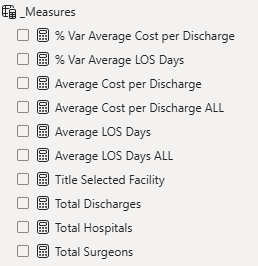 _Measures
% Var Average Cost per Discharge
% Var Average LOS Days
Average Cost per Discharge
Average Cost per Discharge ALL
Average LOS Days
Average LOS Days ALL
Title Selected Facility
Total Discharges
Total Hospitals
Total Surgeons